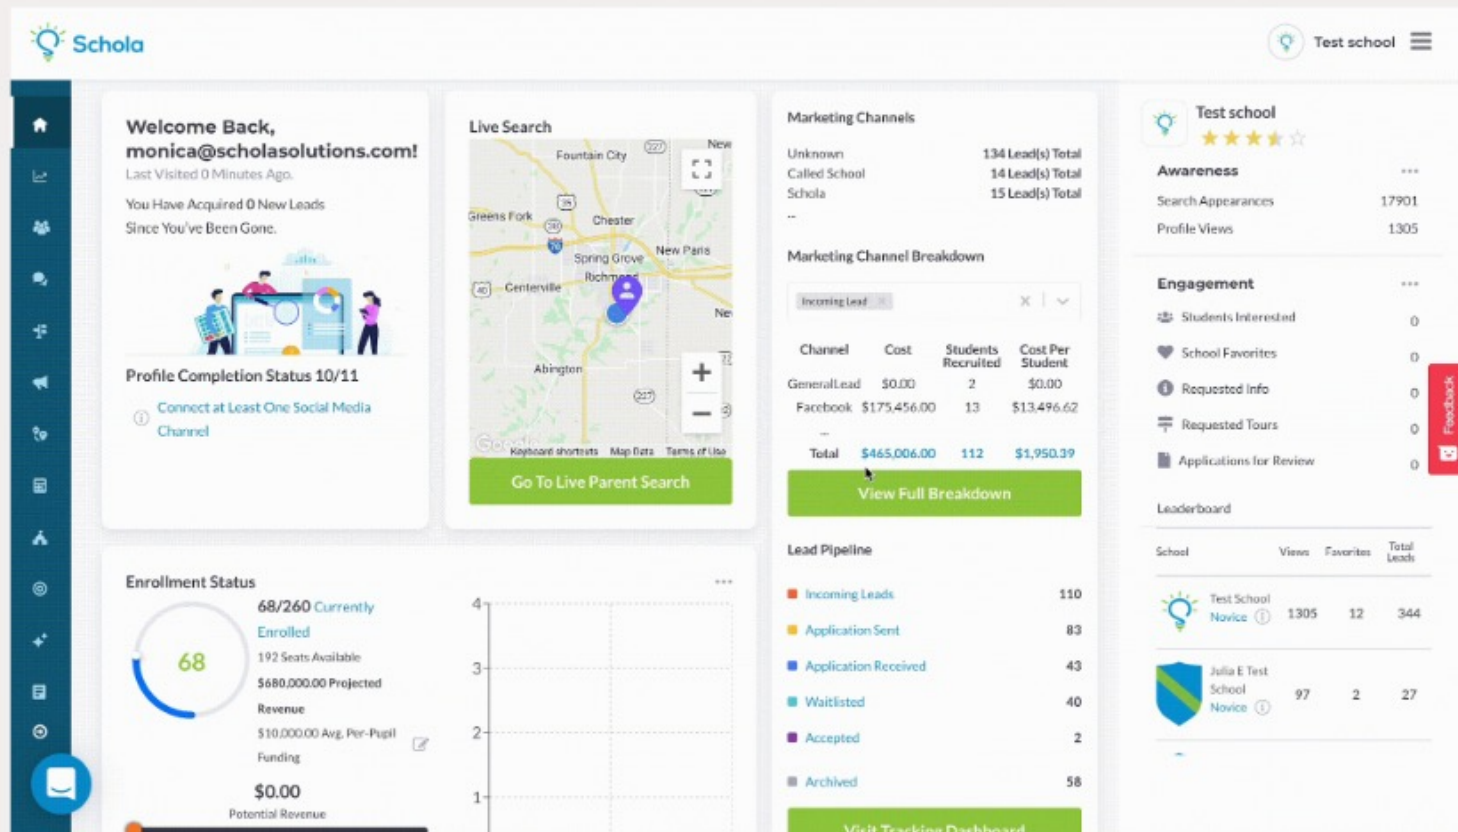 Schola
Test school
Welcome Back,
monica@scholasolutions.com!
Last Visited 0 Minutes Ago.
You Have Acquired 0 New Leads
Since You've Been Gone.
Profile Completion Status 10/11
Connect at Least One Social Media
Channel
Live Search
Fountain City
227
New
Greens Fork
35
Chester
New Paris
Spring Grove
70
Richmond
40
Centerville
Ne
Abington
227
+
−
Google
Keyboard shortcuts Map Data Terms of Use
Go To Live Parent Search
Marketing Channels
Unknown 134 Lead(s) Total
Called School 14 Lead(s) Total
Schola 15 Lead(s) Total
...
Marketing Channel Breakdown
Incoming Lead ×
Channel Cost Students Recruited Cost Per Student
GeneralLead $0.00 2 $0.00
Facebook $175,456.00 13 $13,496.62
...
Total $465,006.00 112 $1,950.39
View Full Breakdown
Lead Pipeline
Incoming Leads 110
Application Sent 83
Application Received 43
Waitlisted 40
Accepted 2
Archived 58
Visit Tracking Dashboard
Enrollment Status
68
68/260 Currently
Enrolled
192 Seats Available
$680,000.00 Projected
Revenue
$10,000.00 Avg. Per-Pupil
Funding
$0.00
Potential Revenue
4
3
2
1
Test school
Awareness
Search Appearances 17901
Profile Views 1305
Engagement
Students Interested 0
School Favorites 0
Requested Info 0
Requested Tours 0
Applications for Review 0
Leaderboard
School Views Favorites Total Leads
Test School
Novice 1305 12 344
Julia E Test
School
Novice 97 2 27
Feedback